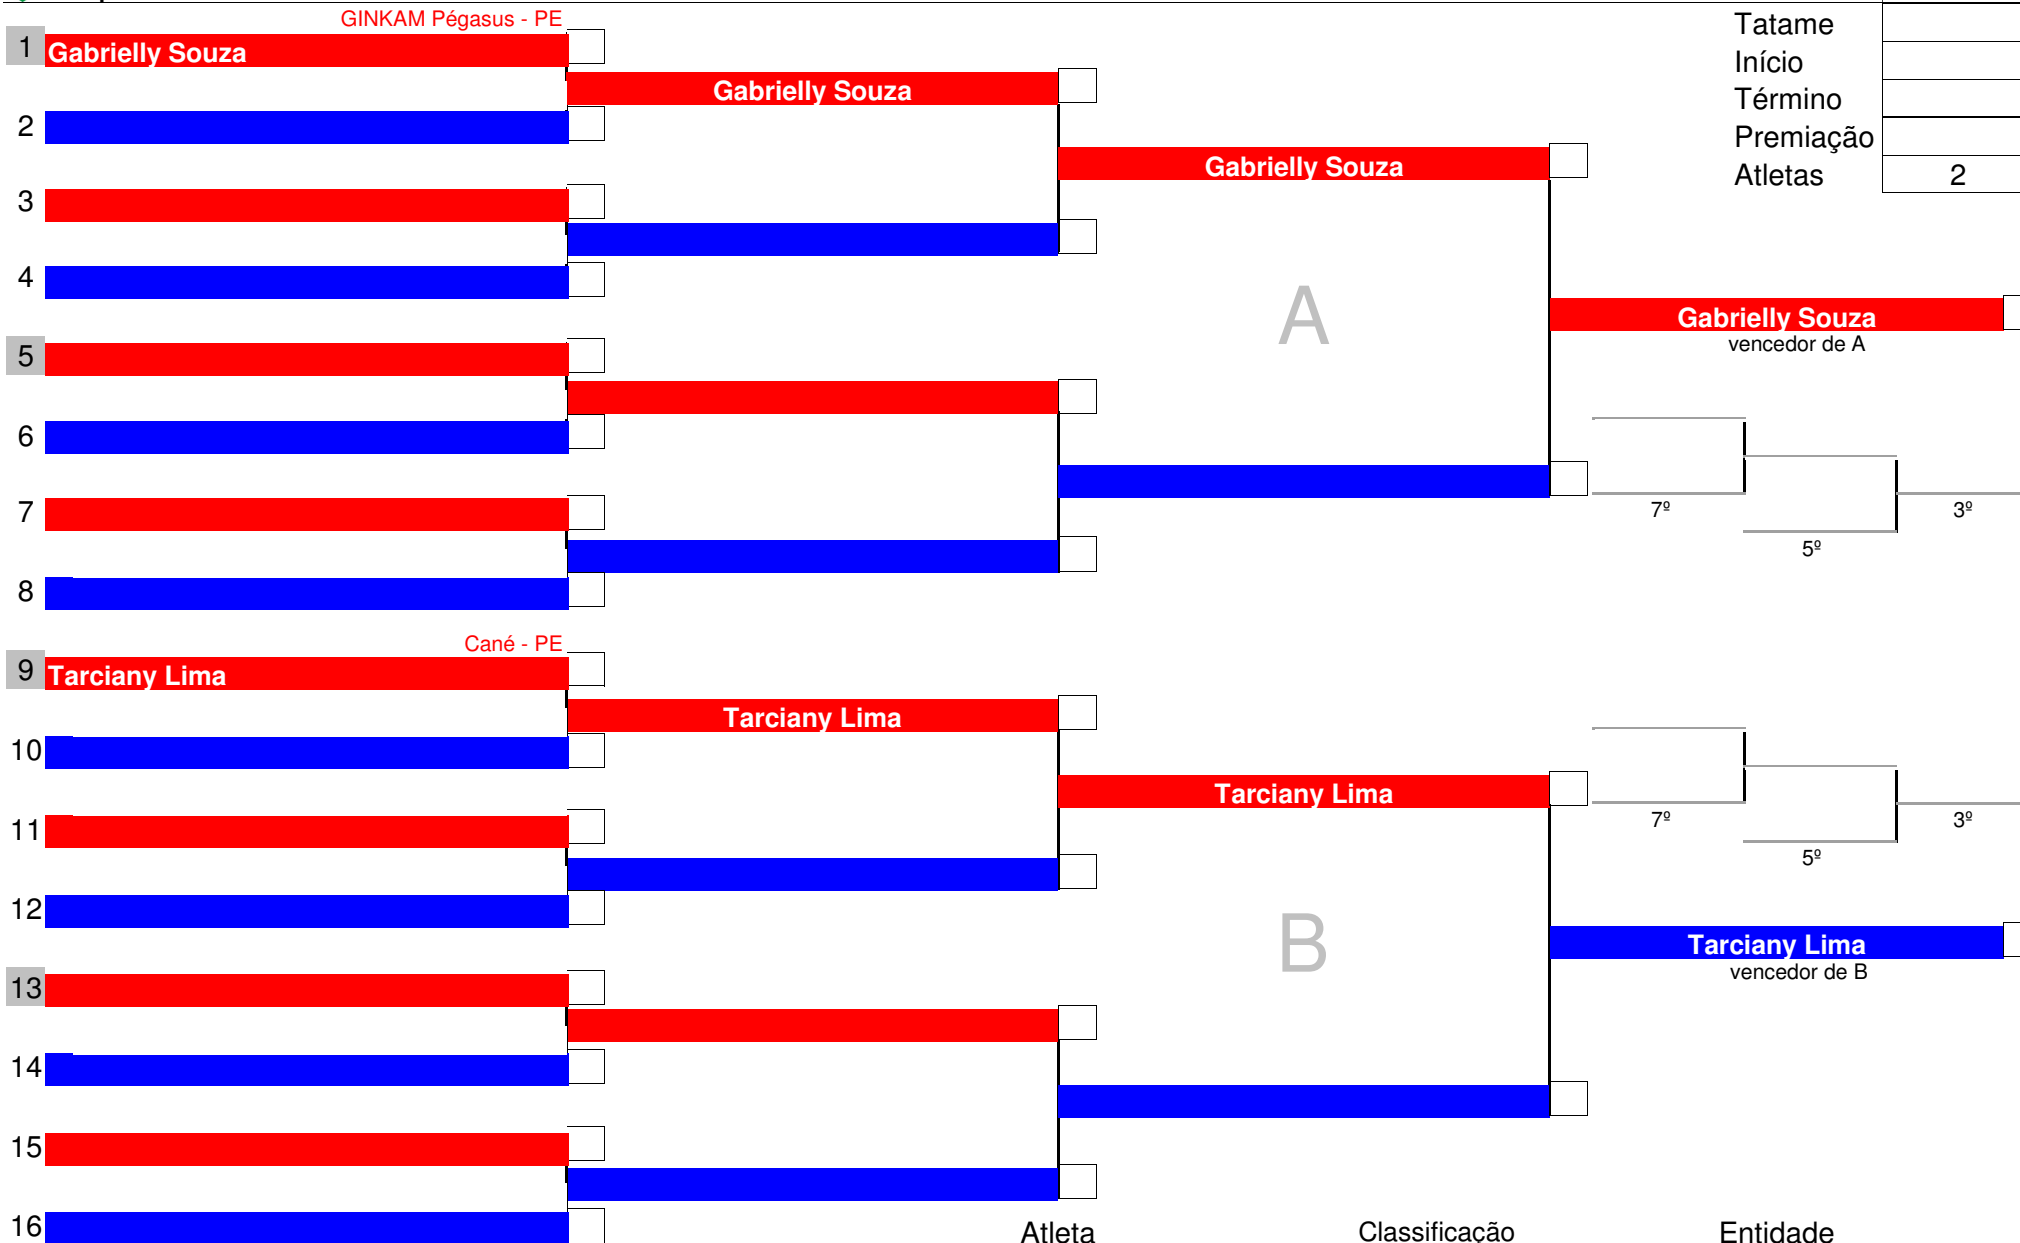 GINKAM Pégasus - PE
Tatame
1 Gabrielly Souza
Início
Gabrielly Souza
Término
2
Premiação
Gabrielly Souza
Atletas 2
3
4
A
Gabrielly Souza
vencedor de A
5
6
7
7º
3º
5º
8
Cané - PE
9 Tarciany Lima
Tarciany Lima
10
Tarciany Lima
7º
3º
11
5º
12
B
Tarciany Lima
vencedor de B
13
14
15
16
Atleta Classificação Entidade